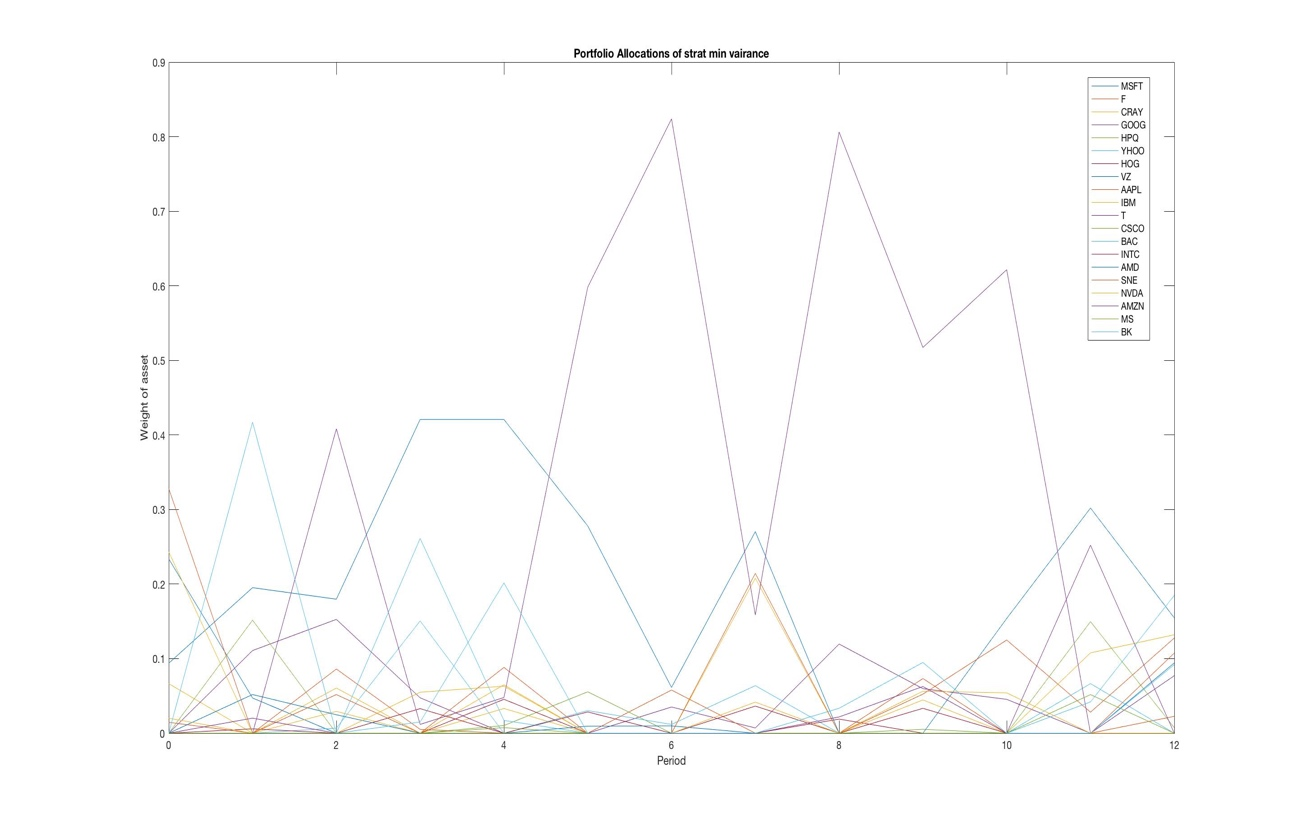 Portfolio Allocations of strat min vairance
0.9
0.8
0.7
0.6
0.5
0.4
0.3
0.2
0.1
0
Weight of asset
MSFT
F
CRAY
GOOG
HPQ
YHOO
HOG
VZ
AAPL
IBM
T
CSCO
BAC
INTC
AMD
SNE
NVDA
AMZN
MS
BK
0 2 4 6 8 10 12
Period